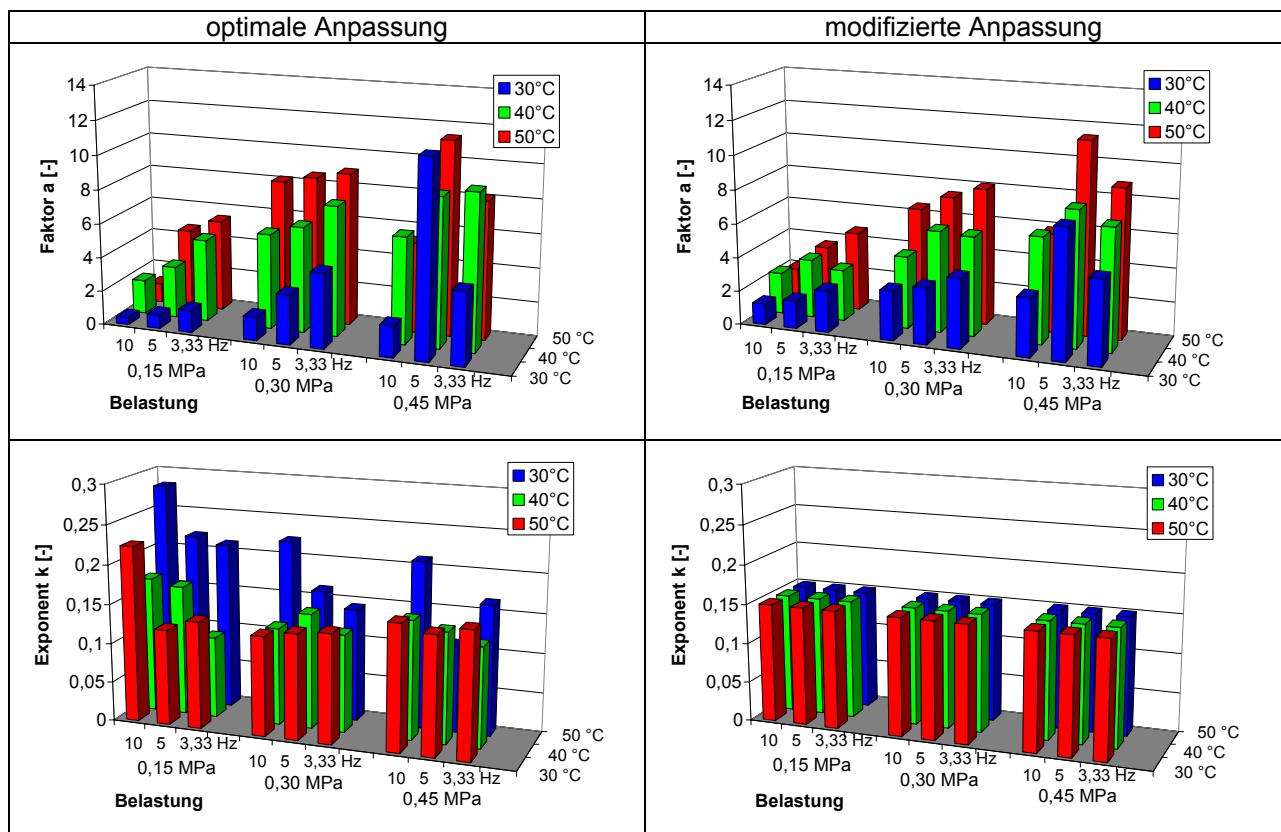 optimale Anpassung
modifizierte Anpassung
Faktor a [-]
14
12
10
8
6
4
2
0
30°C
40°C
50°C
10 5 3,33 Hz 10 5 3,33 Hz 10 5 3,33 Hz
0,15 MPa 0,30 MPa 0,45 MPa
50 °C
40 °C
30 °C
Belastung
Faktor a [-]
14
12
10
8
6
4
2
0
30°C
40°C
50°C
10 5 3,33 Hz 10 5 3,33 Hz 10 5 3,33 Hz
0,15 MPa 0,30 MPa 0,45 MPa
50 °C
40 °C
30 °C
Belastung
Exponent k [-]
0,3
0,25
0,2
0,15
0,1
0,05
0
30°C
40°C
50°C
10 5 3,33 Hz 10 5 3,33 Hz 10 5 3,33 Hz
0,15 MPa 0,30 MPa 0,45 MPa
50 °C
40 °C
30 °C
Belastung
Exponent k [-]
0,3
0,25
0,2
0,15
0,1
0,05
0
30°C
40°C
50°C
10 5 3,33 Hz 10 5 3,33 Hz 10 5 3,33 Hz
0,15 MPa 0,30 MPa 0,45 MPa
50 °C
40 °C
30 °C
Belastung